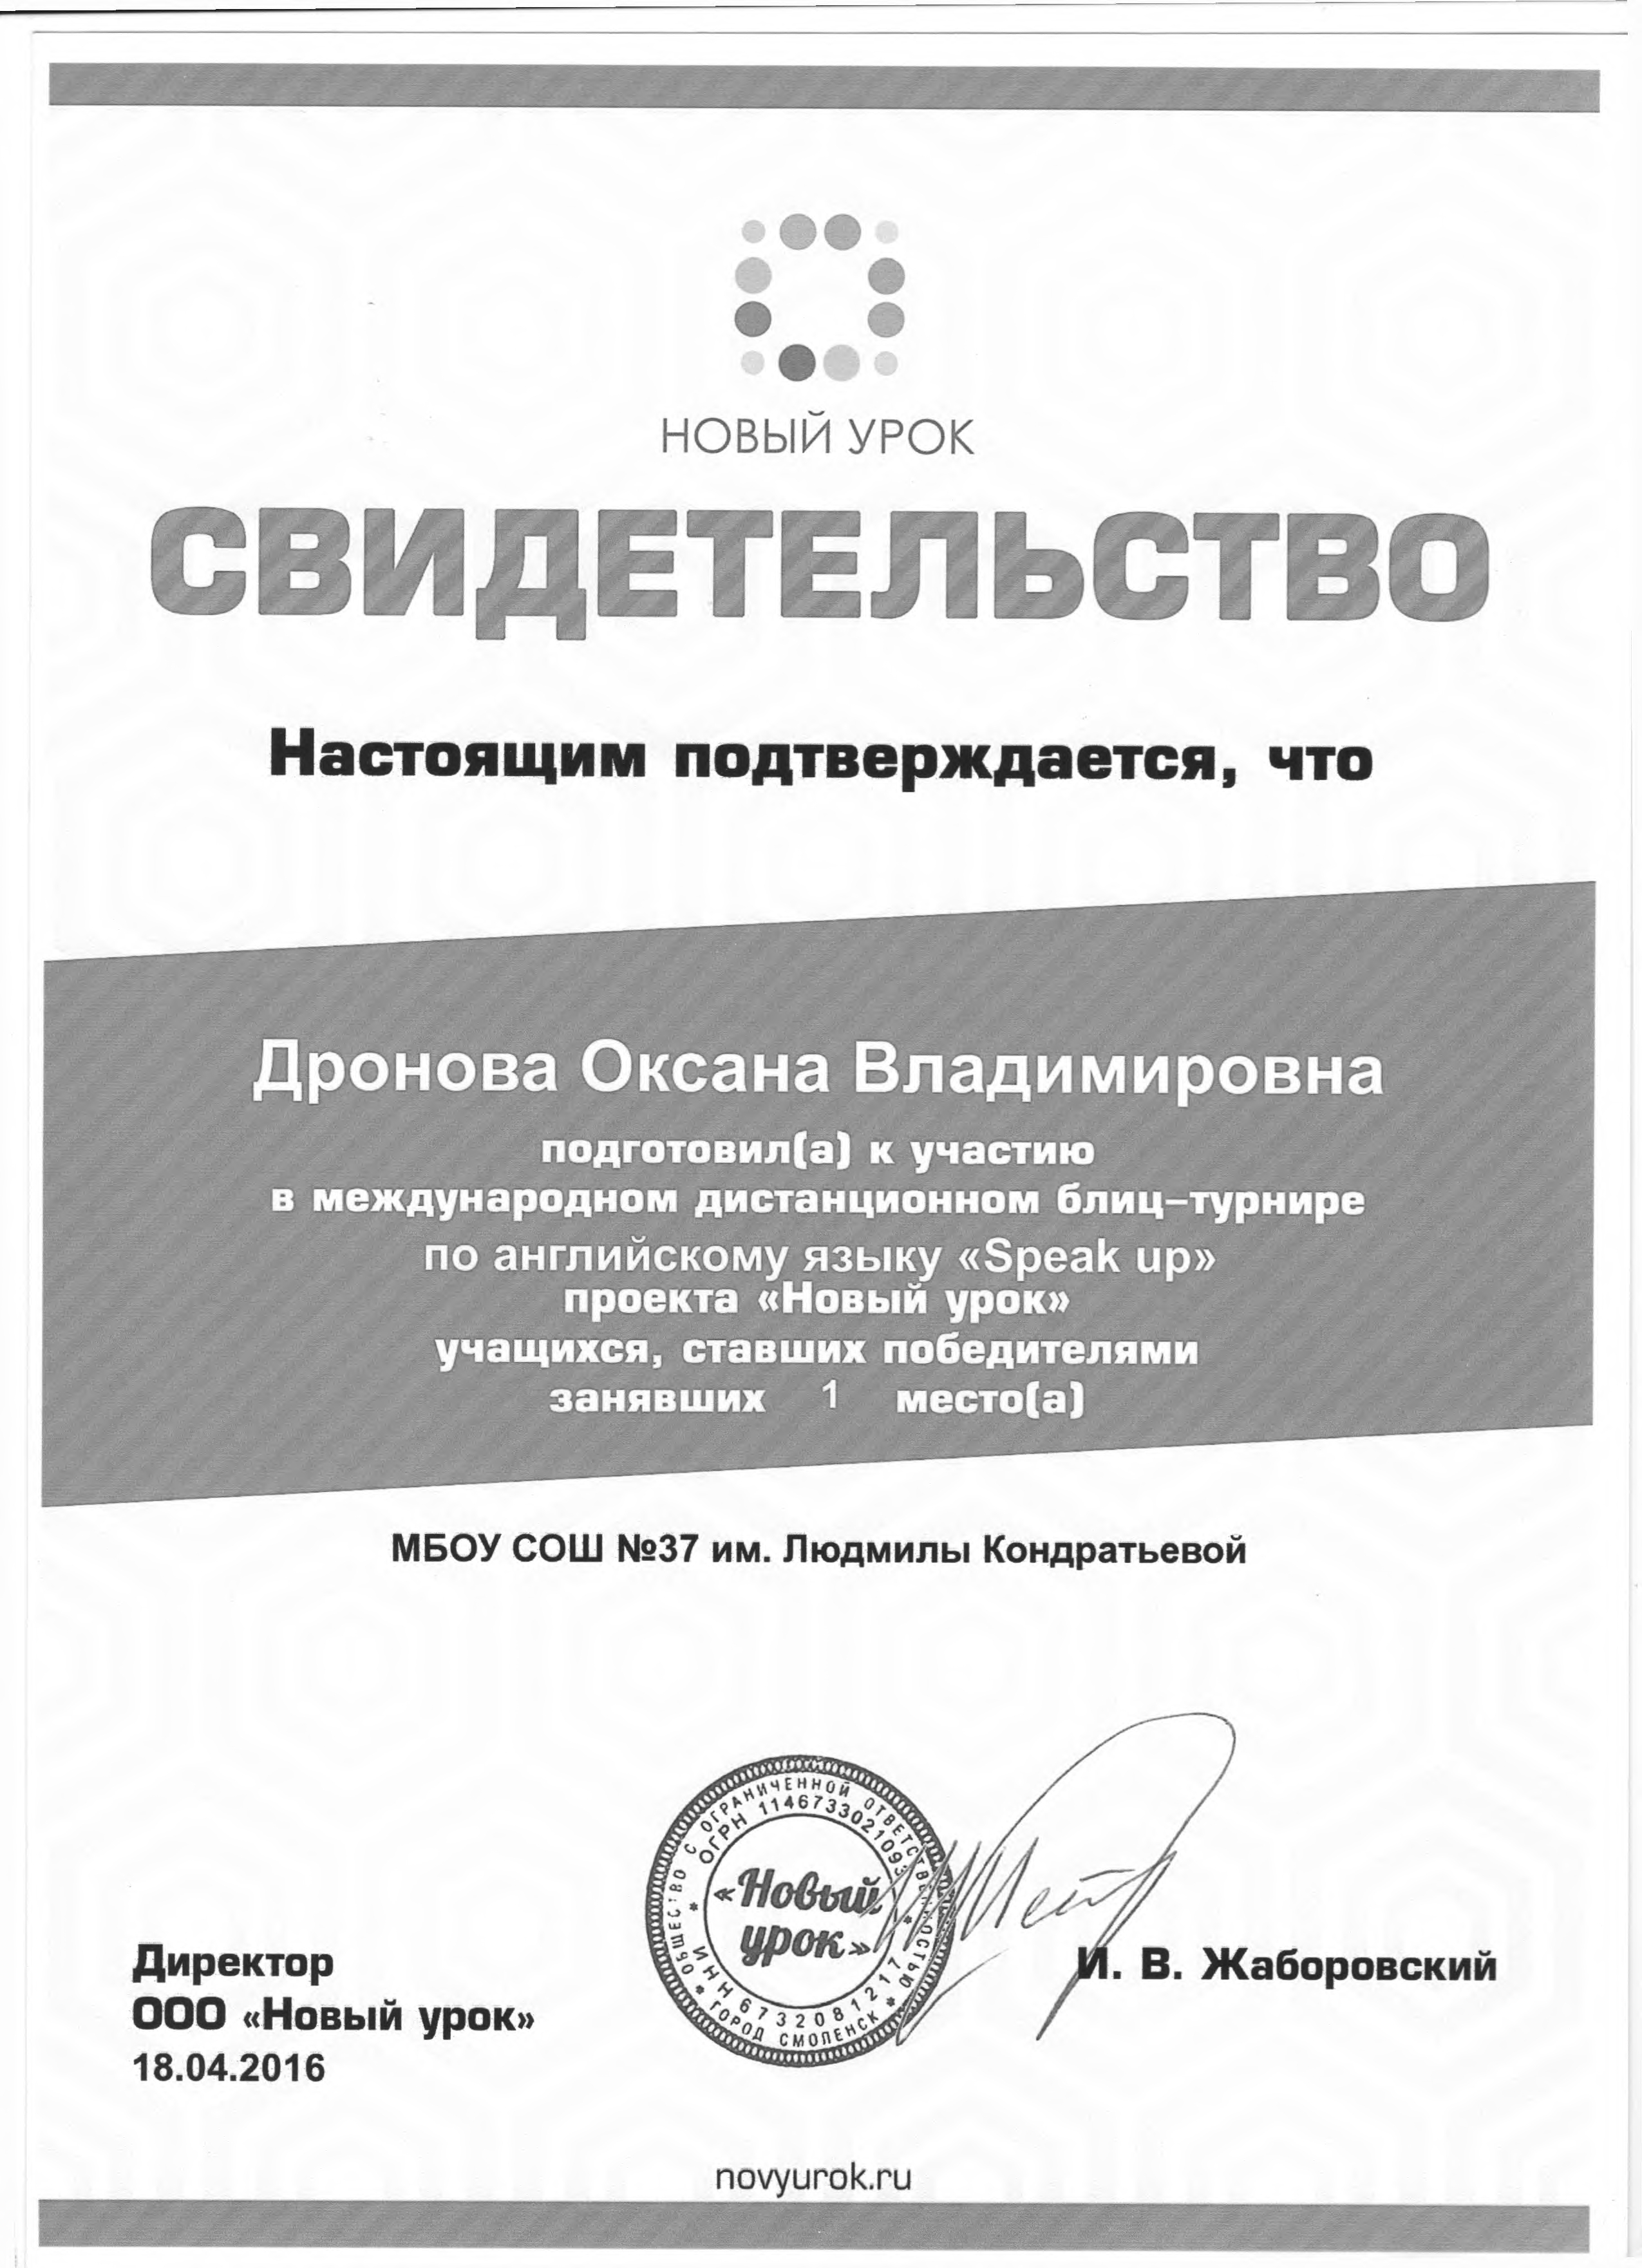 НОВЫЙ УРОК
СВИДЕТЕЛЬСТВО
Настоящим подтверждается, что
Дронова Оксана Владимировна
подготовил(а) к участию
в международном дистанционном блиц-турнире
по английскому языку «Speak up»
проекта «Новый урок»
учащихся, ставших победителями
занявших 1 место(а)
МБОУ СОШ №37 им. Людмилы Кондратьевой
ОБЩЕСТВО С ОГРАНИЧЕННОЙ ОТВЕТСТВЕННОСТЬЮ
ОГРН 1146733021093
«Новый
урок»
ИНН 6732081217
ГОРОД СМОЛЕНСК
Директор
ООО «Новый урок»
18.04.2016
И. В. Жаборовский
novyurok.ru